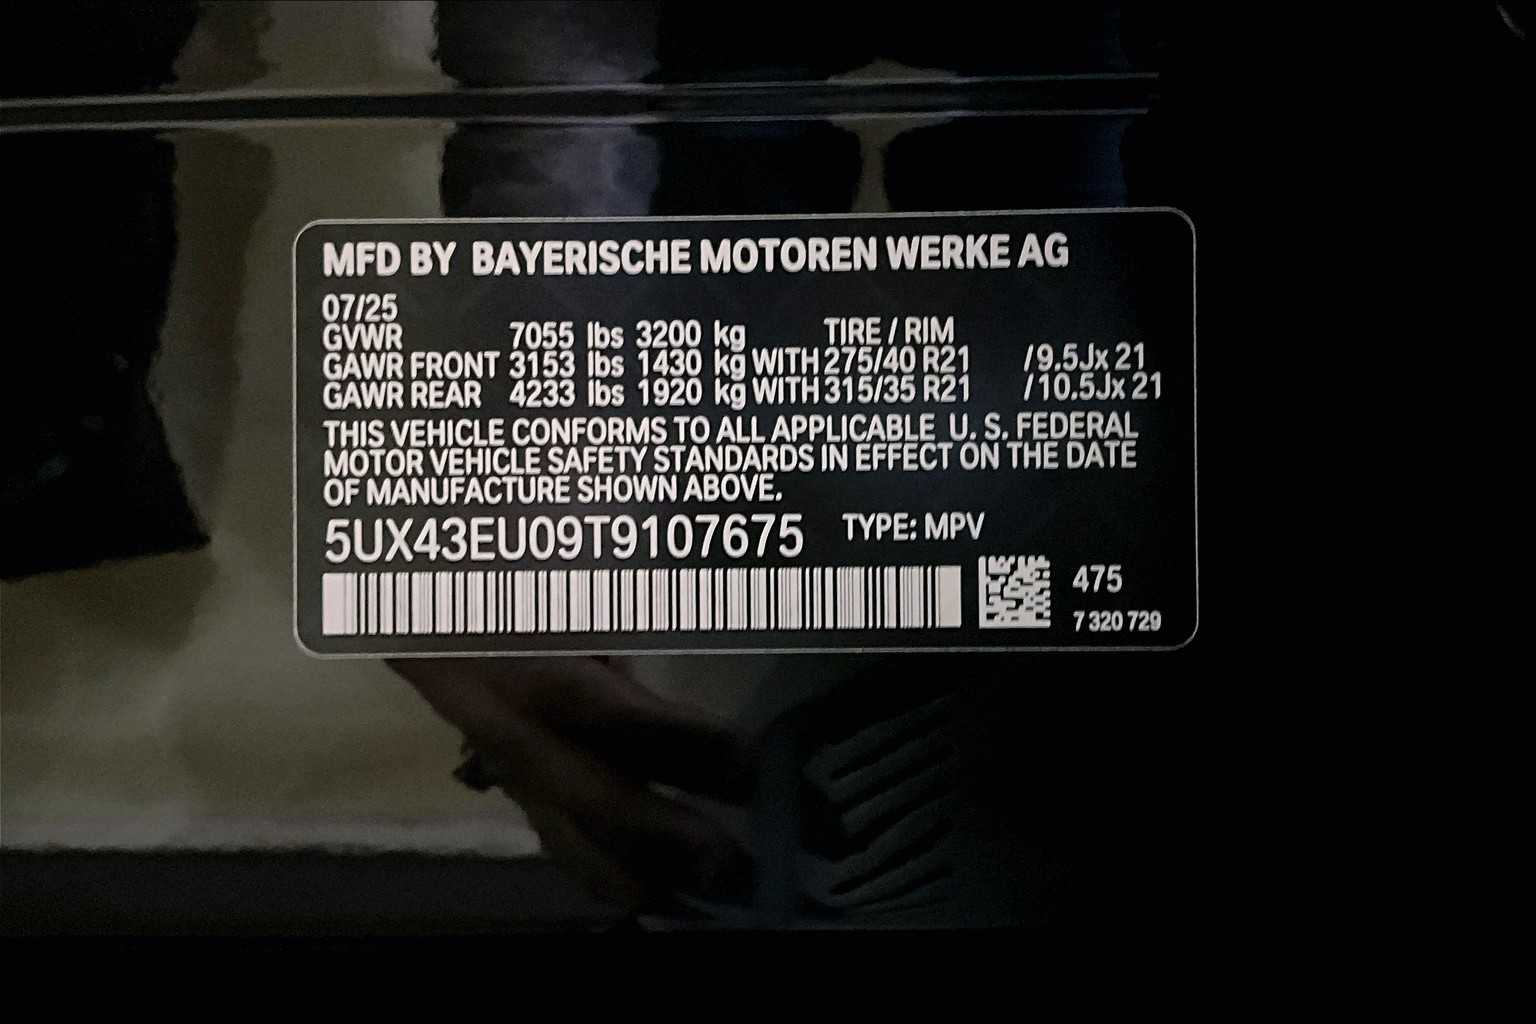 MFD BY BAYERISCHE MOTOREN WERKE AG
07/25
GVWR 7055 lbs 3200 kg TIRE / RIM
GAWR FRONT 3153 lbs 1430 kg WITH 275/40 R21 /9.5Jx 21
GAWR REAR 4233 lbs 1920 kg WITH 315/35 R21 /10.5Jx 21
THIS VEHICLE CONFORMS TO ALL APPLICABLE U. S. FEDERAL
MOTOR VEHICLE SAFETY STANDARDS IN EFFECT ON THE DATE
OF MANUFACTURE SHOWN ABOVE.
5UX43EU09T9107675 TYPE: MPV
475
7 320 729